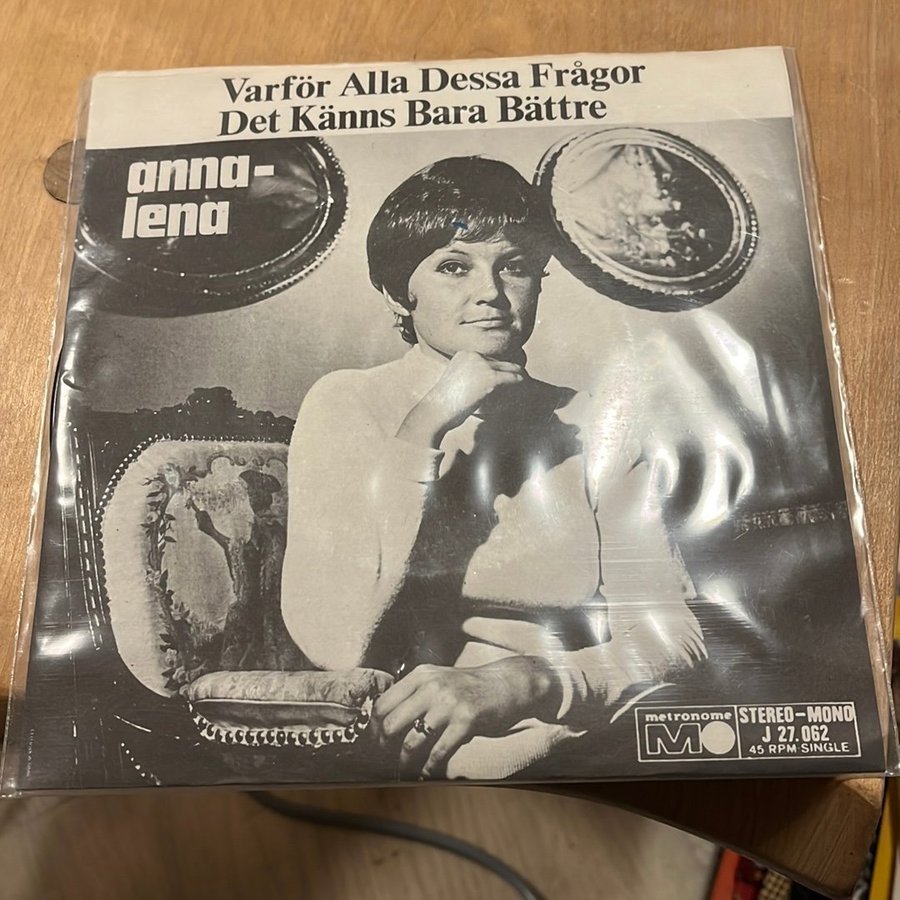 Varför Alla Dessa Frågor
Det Känns Bara Bättre
anna-
lena
metronome
M
STEREO-MONO
J 27.062
45 RPM-SINGLE